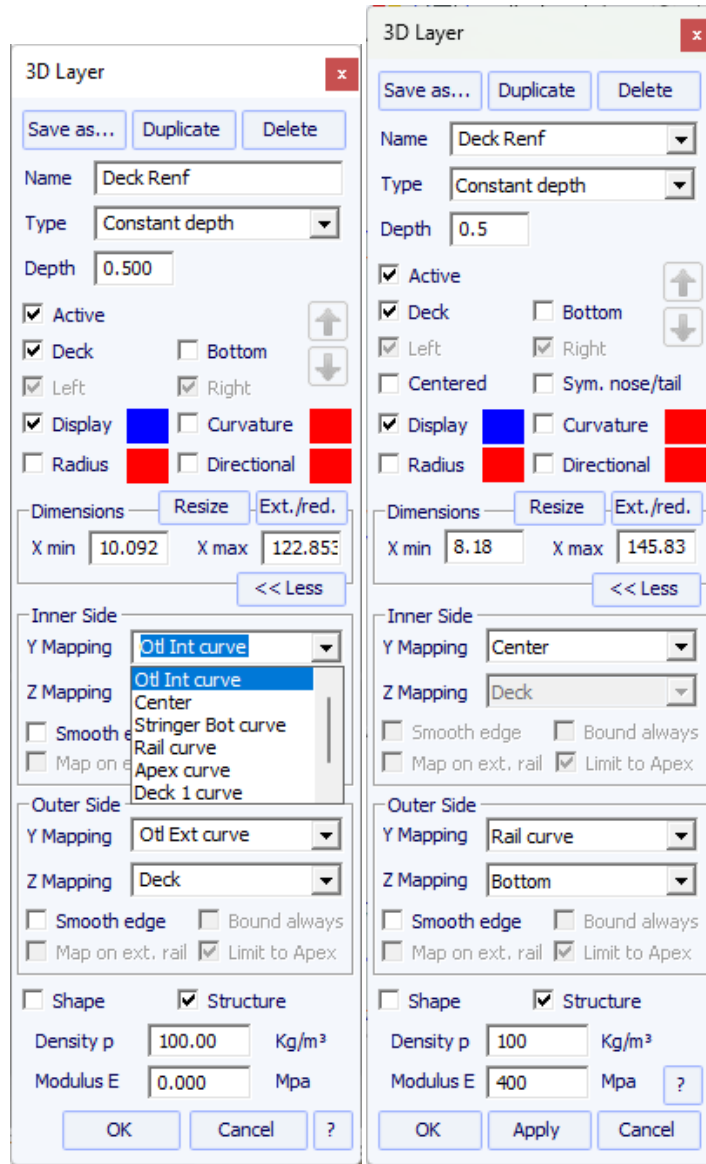 3D Layer
x
Save as... Duplicate Delete
Name Deck Renf
Type Constant depth
Depth 0.500
Active
Deck Bottom
Left Right
Display Curvature
Radius Directional
Dimensions Resize Ext./red.
X min 10.092 X max 122.853
<< Less
Inner Side
Y Mapping Otl Int curve
Otl Int curve
Z Mapping
Center
Stringer Bot curve
Smooth e
Rail curve
Map on e
Apex curve
Deck 1 curve
Outer Side
Y Mapping Otl Ext curve
Z Mapping Deck
Smooth edge Bound always
Map on ext. rail Limit to Apex
Shape Structure
Density p 100.00 Kg/m³
Modulus E 0.000 Mpa
OK Cancel ?
3D Layer
x
Save as... Duplicate Delete
Name Deck Renf
Type Constant depth
Depth 0.5
Active
Deck Bottom
Left Right
Centered Sym. nose/tail
Display Curvature
Radius Directional
Dimensions Resize Ext./red.
X min 8.18 X max 145.83
<< Less
Inner Side
Y Mapping Center
Z Mapping Deck
Smooth edge Bound always
Map on ext. rail Limit to Apex
Outer Side
Y Mapping Rail curve
Z Mapping Bottom
Smooth edge Bound always
Map on ext. rail Limit to Apex
Shape Structure
Density p 100 Kg/m³
Modulus E 400 Mpa ?
OK Apply Cancel